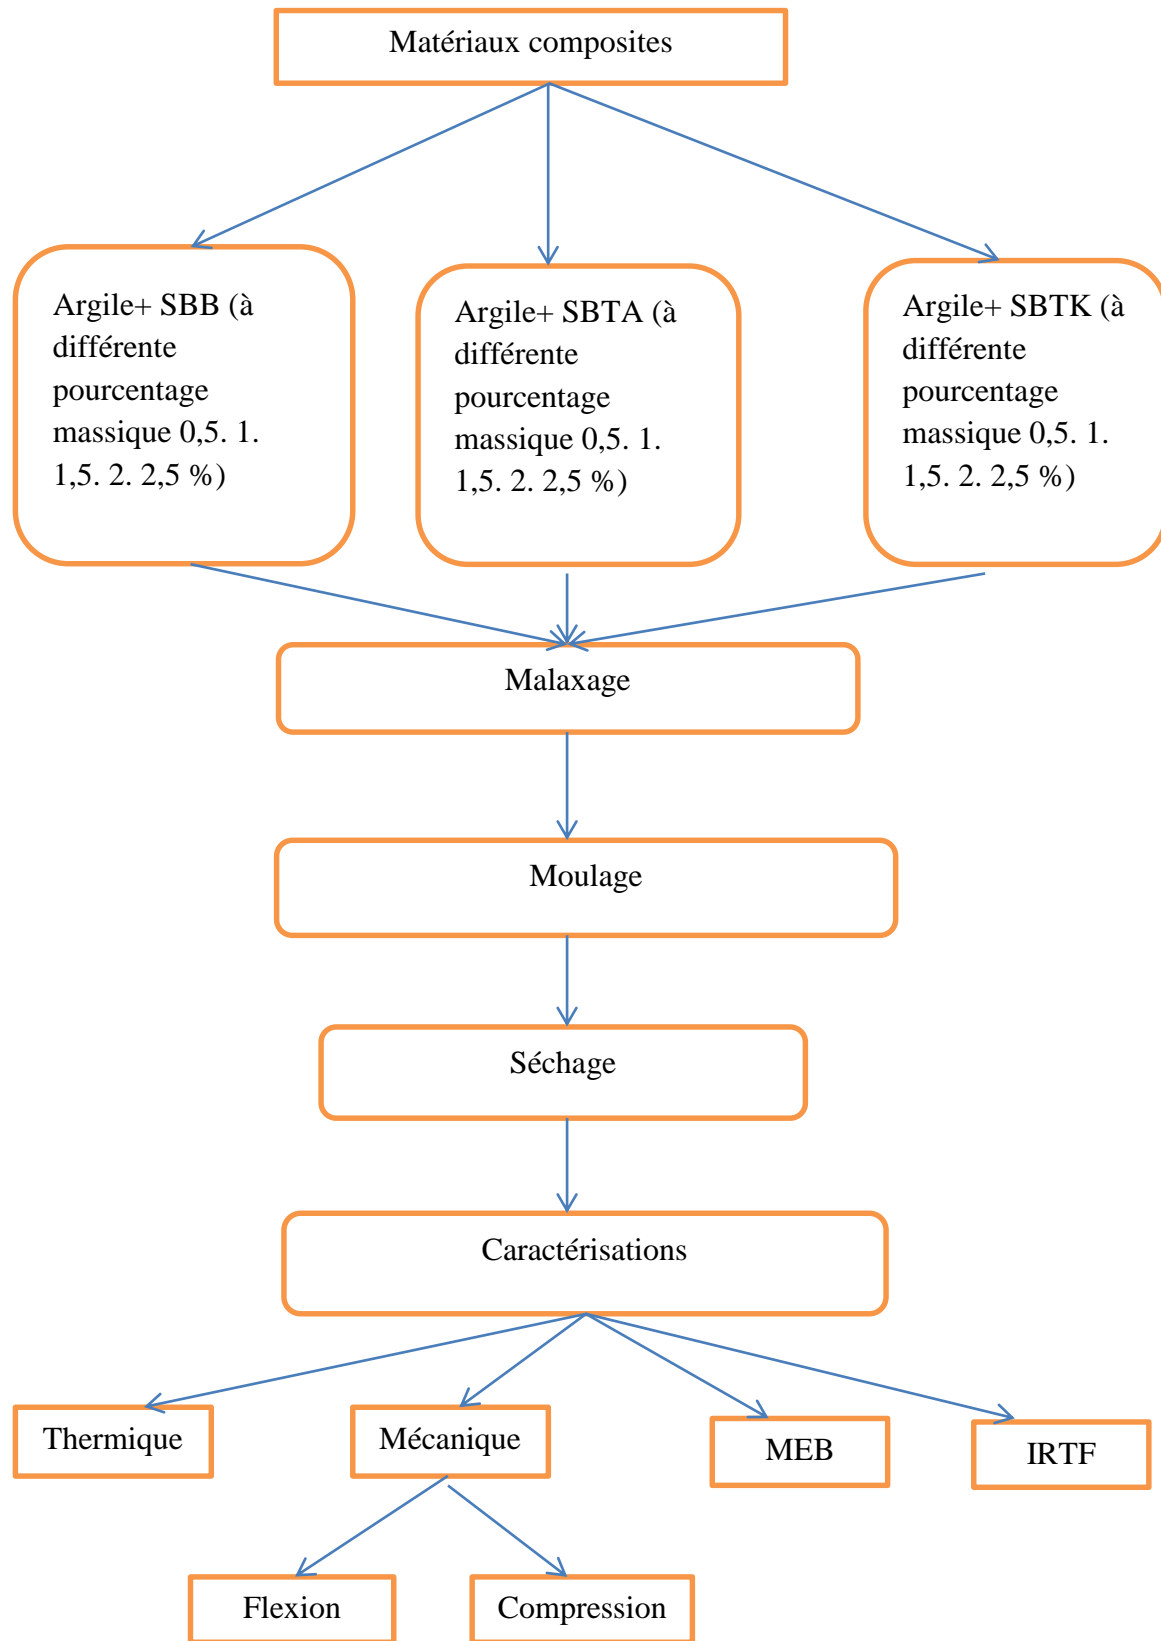 Matériaux composites
Argile+ SBB (à
différente
pourcentage
massique 0,5. 1.
1,5. 2. 2,5 %)
Argile+ SBTA (à
différente
pourcentage
massique 0,5. 1.
1,5. 2. 2,5 %)
Argile+ SBTK (à
différente
pourcentage
massique 0,5. 1.
1,5. 2. 2,5 %)
Malaxage
Moulage
Séchage
Caractérisations
Thermique
Mécanique
MEB
IRTF
Flexion
Compression